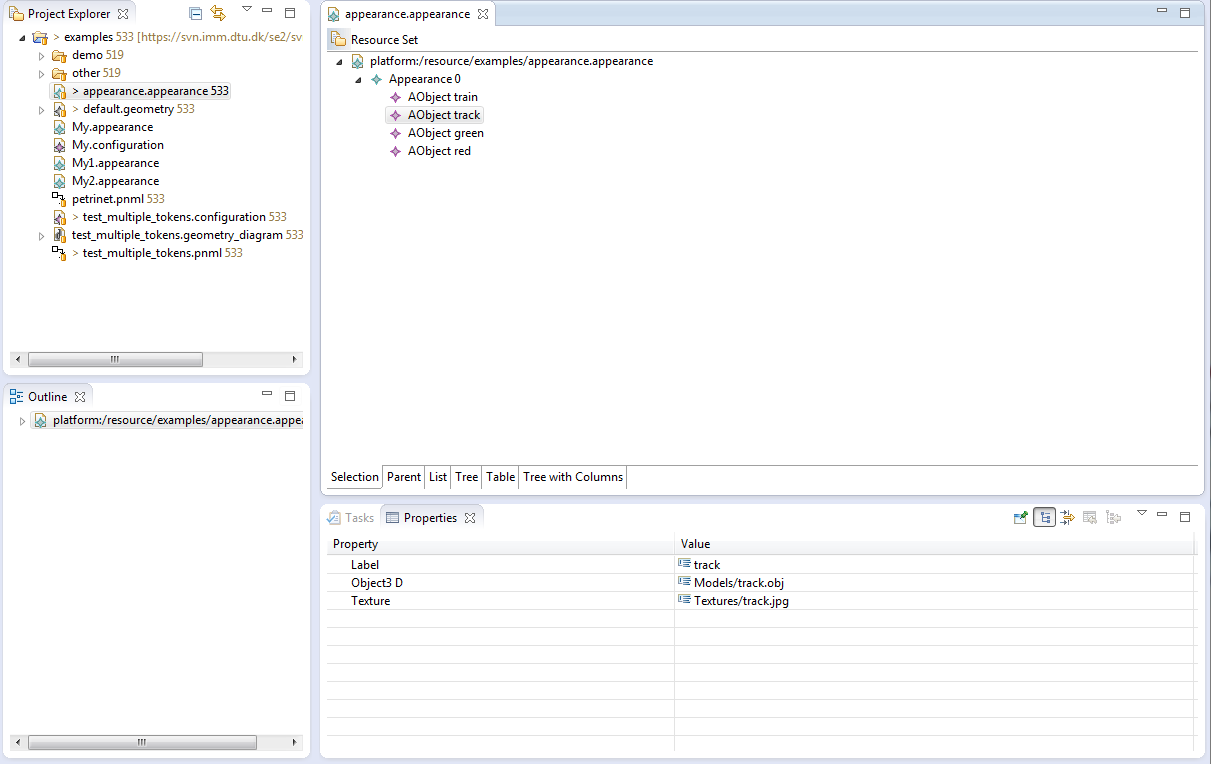 Project Explorer
> examples 533 [https://svn.imm.dtu.dk/se2/sv
demo 519
other 519
> appearance.appearance 533
> default.geometry 533
My.appearance
My.configuration
My1.appearance
My2.appearance
petrinet.pnml 533
> test_multiple_tokens.configuration 533
test_multiple_tokens.geometry_diagram 533
> test_multiple_tokens.pnml 533
Outline
platform:/resource/examples/appearance.appea
appearance.appearance
Resource Set
platform:/resource/examples/appearance.appearance
Appearance 0
AObject train
AObject track
AObject green
AObject red
Selection Parent List Tree Table Tree with Columns
Tasks Properties
Property Value
Label track
Object3 D Models/track.obj
Texture Textures/track.jpg